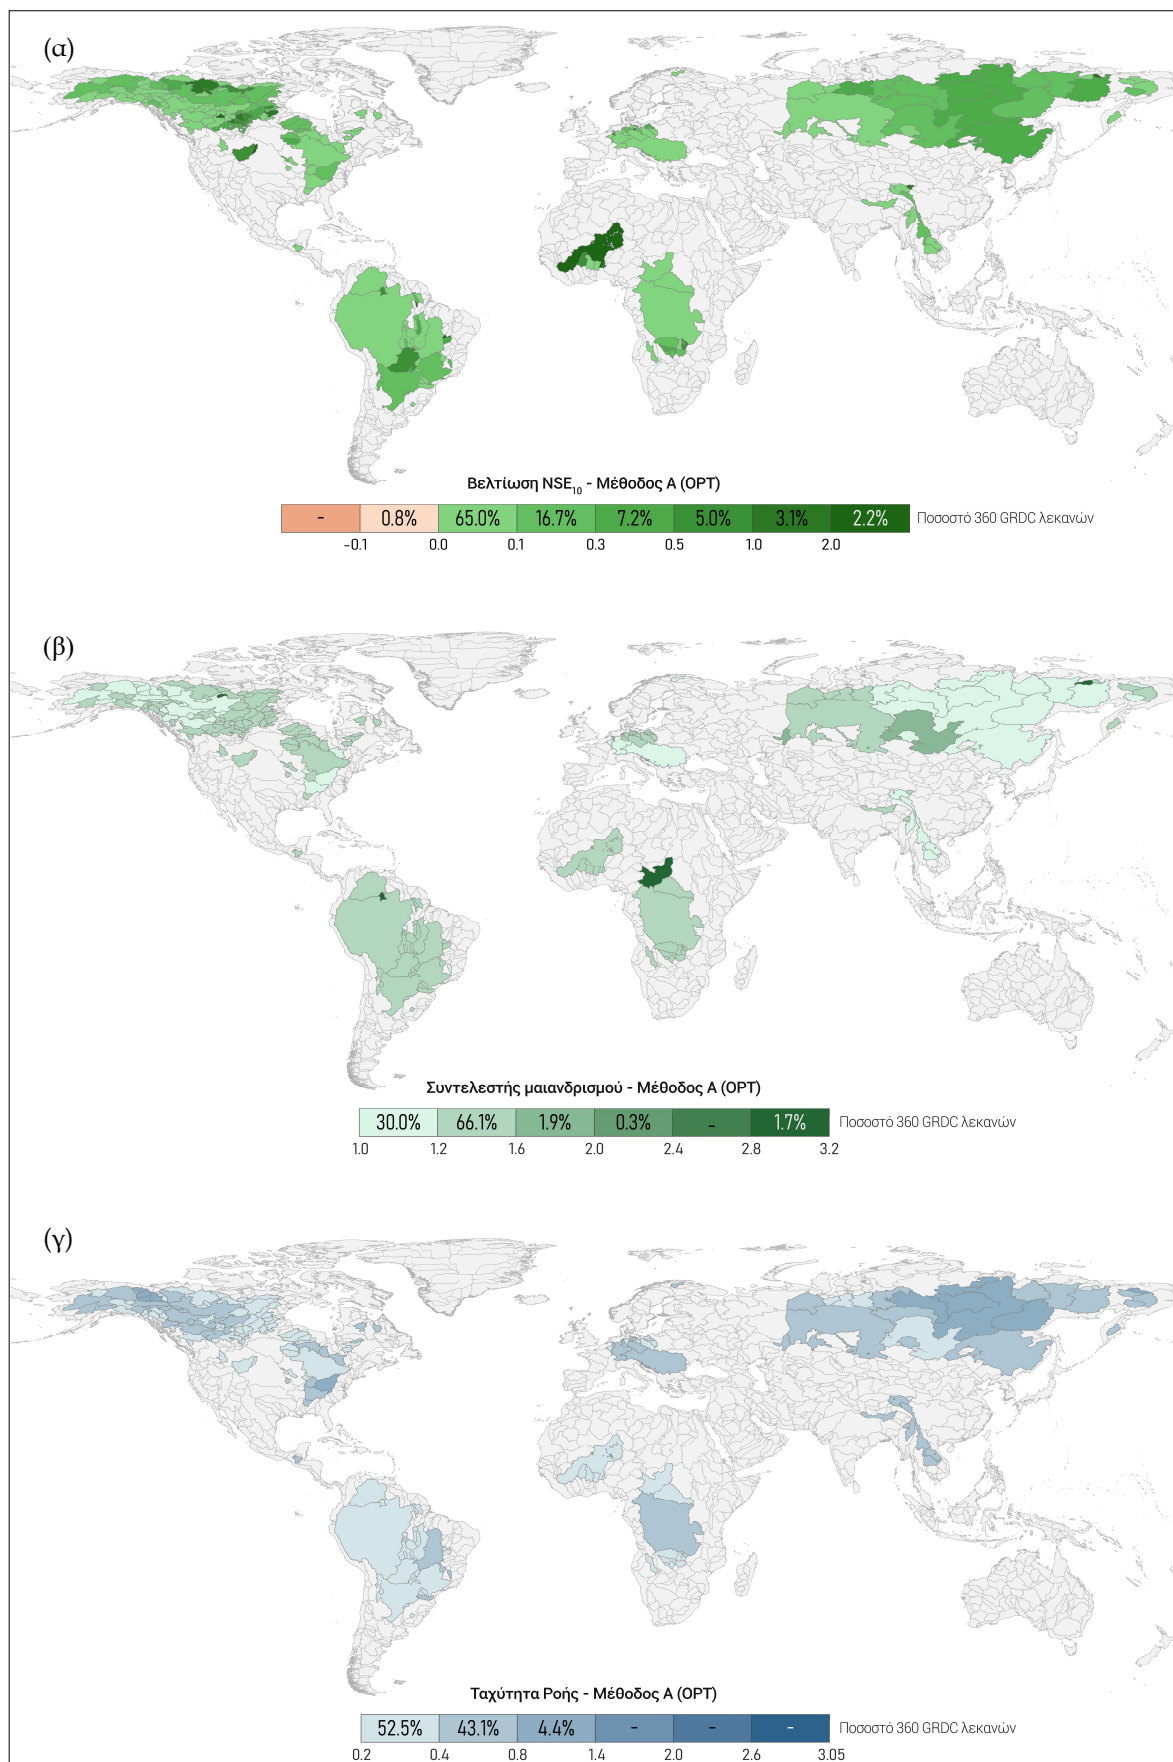 (α)
Βελτίωση NSE₁₀ - Μέθοδος Α (OPT)
– 0.8% 65.0% 16.7% 7.2% 5.0% 3.1% 2.2% Ποσοστό 360 GRDC λεκανών
−0.1 0.0 0.1 0.3 0.5 1.0 2.0
(β)
Συντελεστής μαιανδρισμού - Μέθοδος Α (OPT)
30.0% 66.1% 1.9% 0.3% – 1.7% Ποσοστό 360 GRDC λεκανών
1.0 1.2 1.6 2.0 2.4 2.8 3.2
(γ)
Ταχύτητα Ροής - Μέθοδος Α (OPT)
52.5% 43.1% 4.4% – – – Ποσοστό 360 GRDC λεκανών
0.2 0.4 0.8 1.4 2.0 2.6 3.05